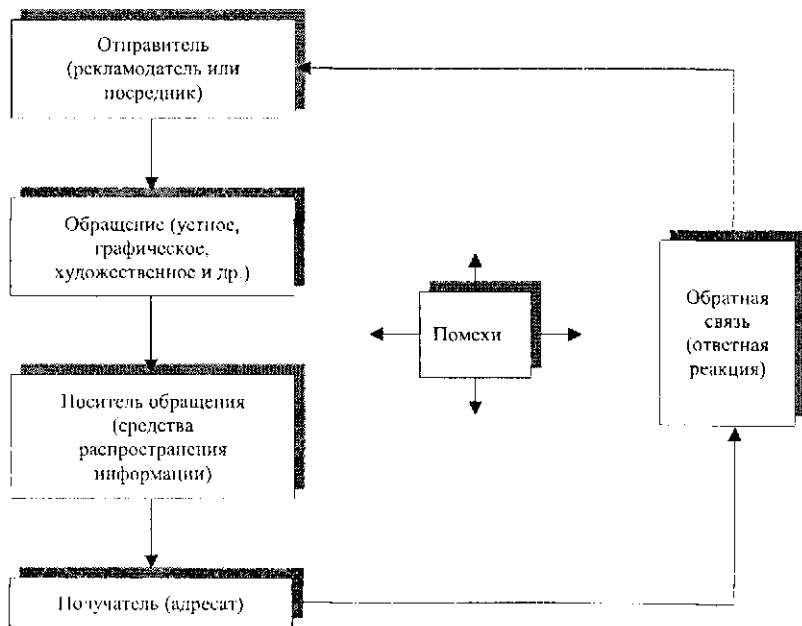 Отправитель
(рекламодатель или
посредник)
Обращение (устное,
графическое,
художественное и др.)
Носитель обращения
(средства
распространения
информации)
Получатель (адресат)
Помехи
Обратная
связь
(ответная
реакция)